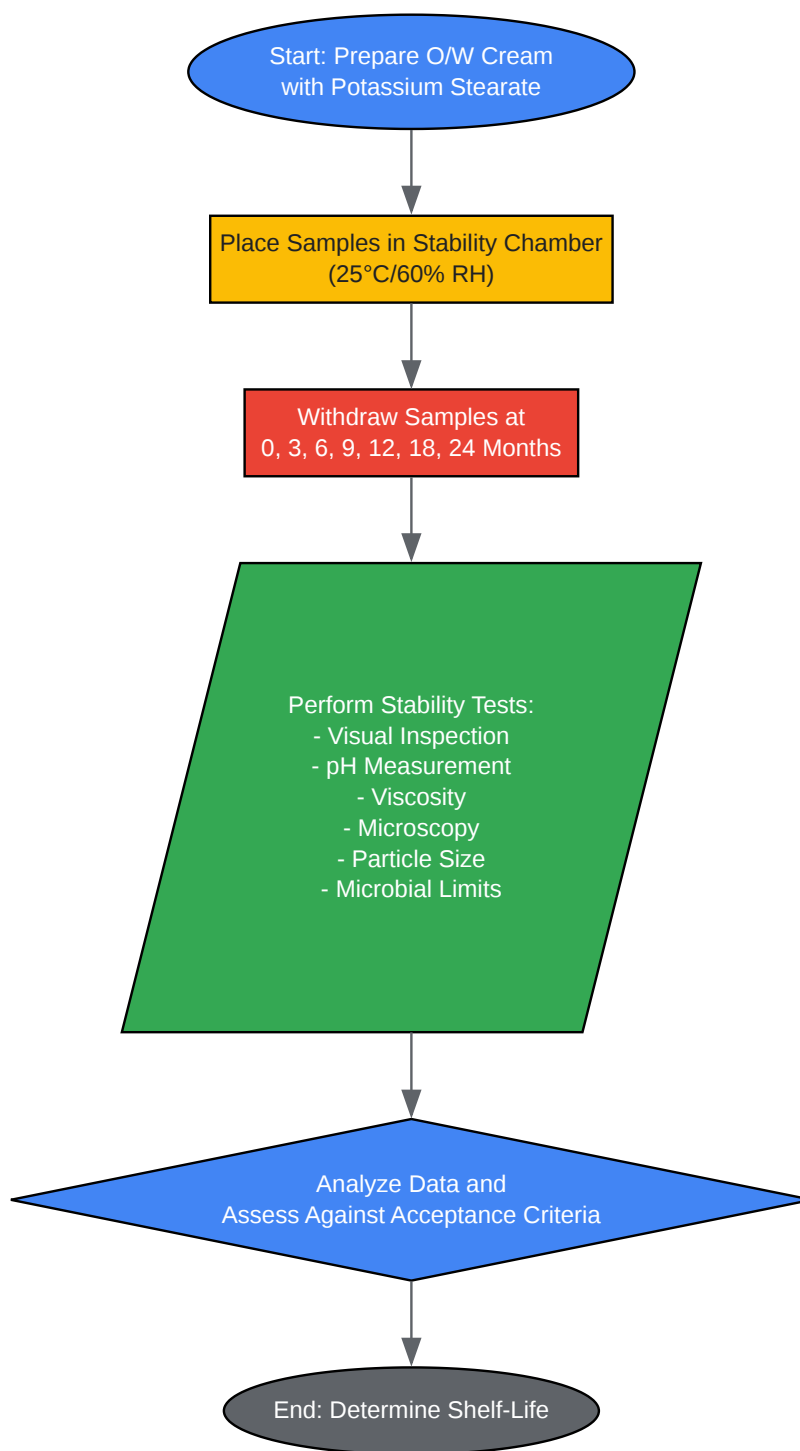 Start: Prepare O/W Cream
with Potassium Stearate
Place Samples in Stability Chamber
(25°C/60% RH)
Withdraw Samples at
0, 3, 6, 9, 12, 18, 24 Months
Perform Stability Tests:
- Visual Inspection
- pH Measurement
- Viscosity
- Microscopy
- Particle Size
- Microbial Limits
Analyze Data and
Assess Against Acceptance Criteria
End: Determine Shelf-Life